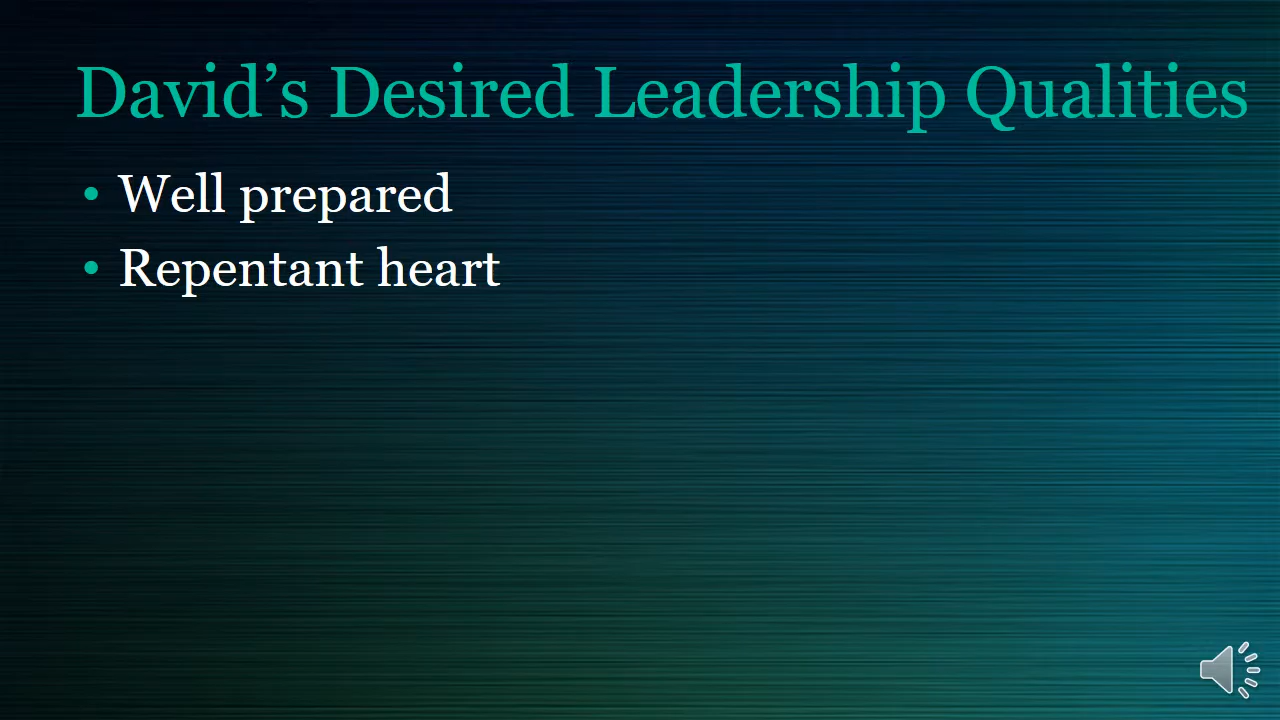 David’s Desired Leadership Qualities
• Well prepared
• Repentant heart